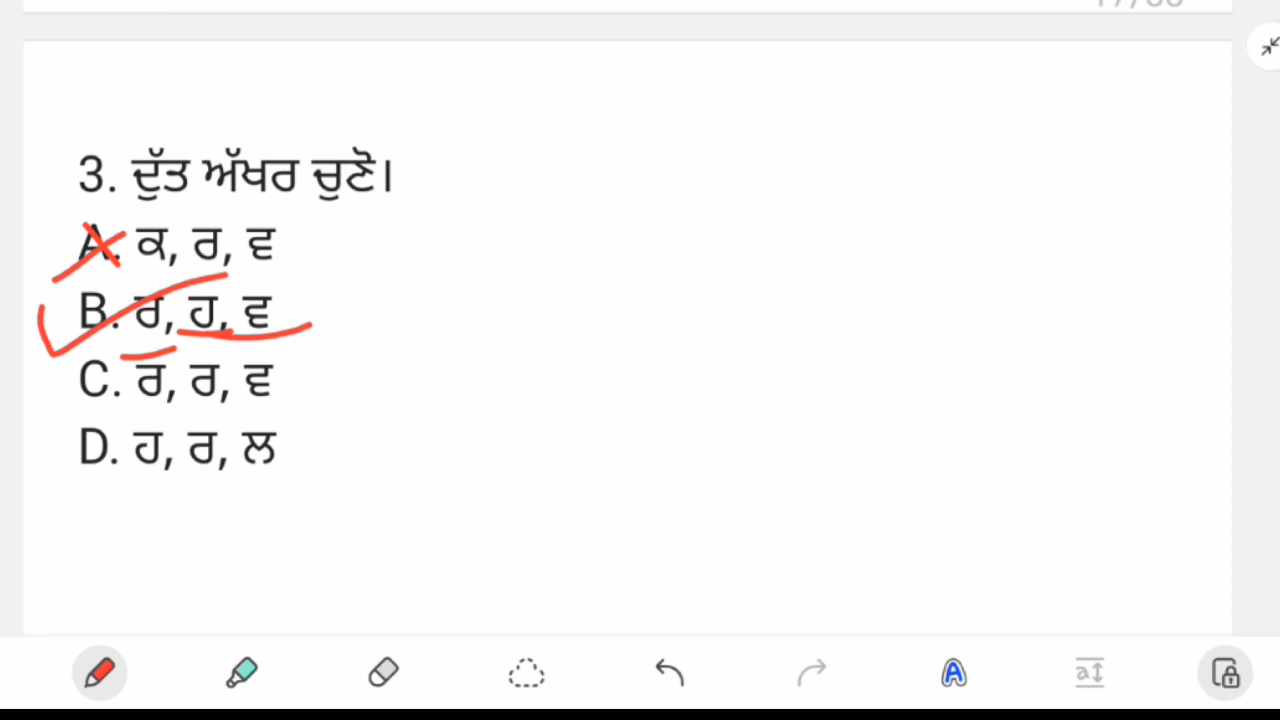 3. ਦੁੱਤ ਅੱਖਰ ਚੁਣੋ।
A. ਕ, ਰ, ਵ
B. ਰ, ਹ, ਵ
C. ਰ, ਰ, ਵ
D. ਹ, ਰ, ਲ